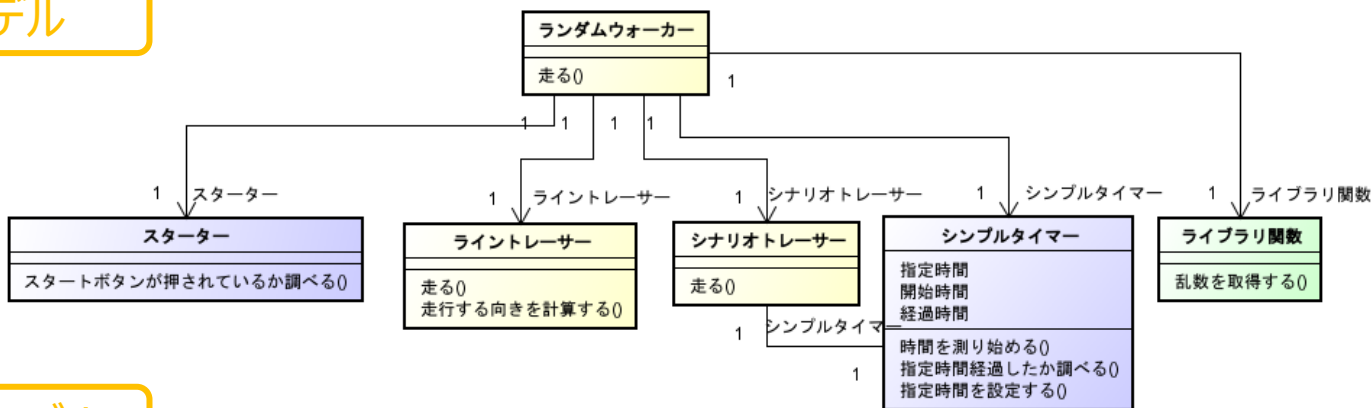 デル
ランダムウォーカー
走る()
1
1
1
1
1
1
スターター
1
ライントレーサー
1
シナリオトレーサー
1
シンプルタイマー
1
ライブラリ関数
1
スターター
スタートボタンが押されているか調べる()
ライントレーサー
走る()
走行する向きを計算する()
シナリオトレーサー
走る()
シンプルタイマー
指定時間
開始時間
経過時間
時間を測り始める()
指定時間経過したか調べる()
指定時間を設定する()
ライブラリ関数
乱数を取得する()
1
シンプルタイマー
1